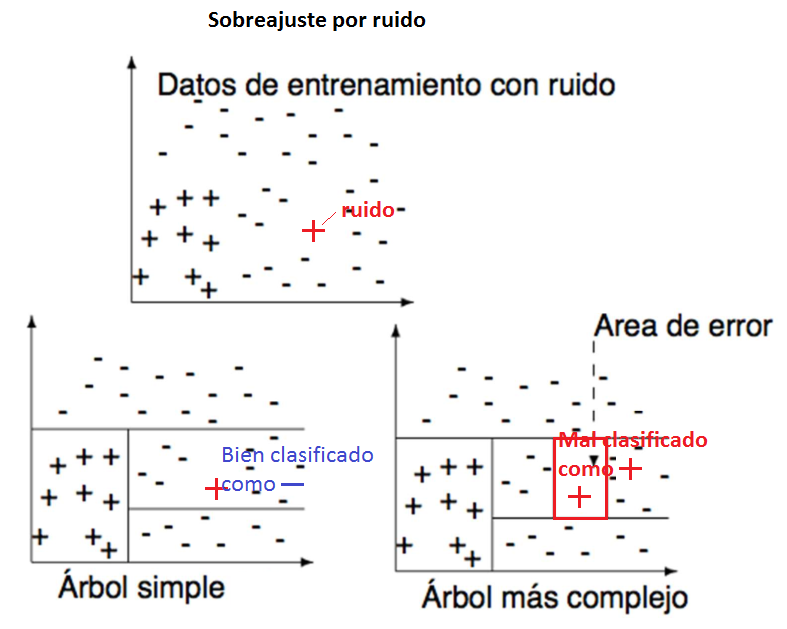 Sobreajuste por ruido
Datos de entrenamiento con ruido
ruido
Area de error
Bien clasificado
como
Mal clasificado
como
Árbol simple
Árbol más complejo